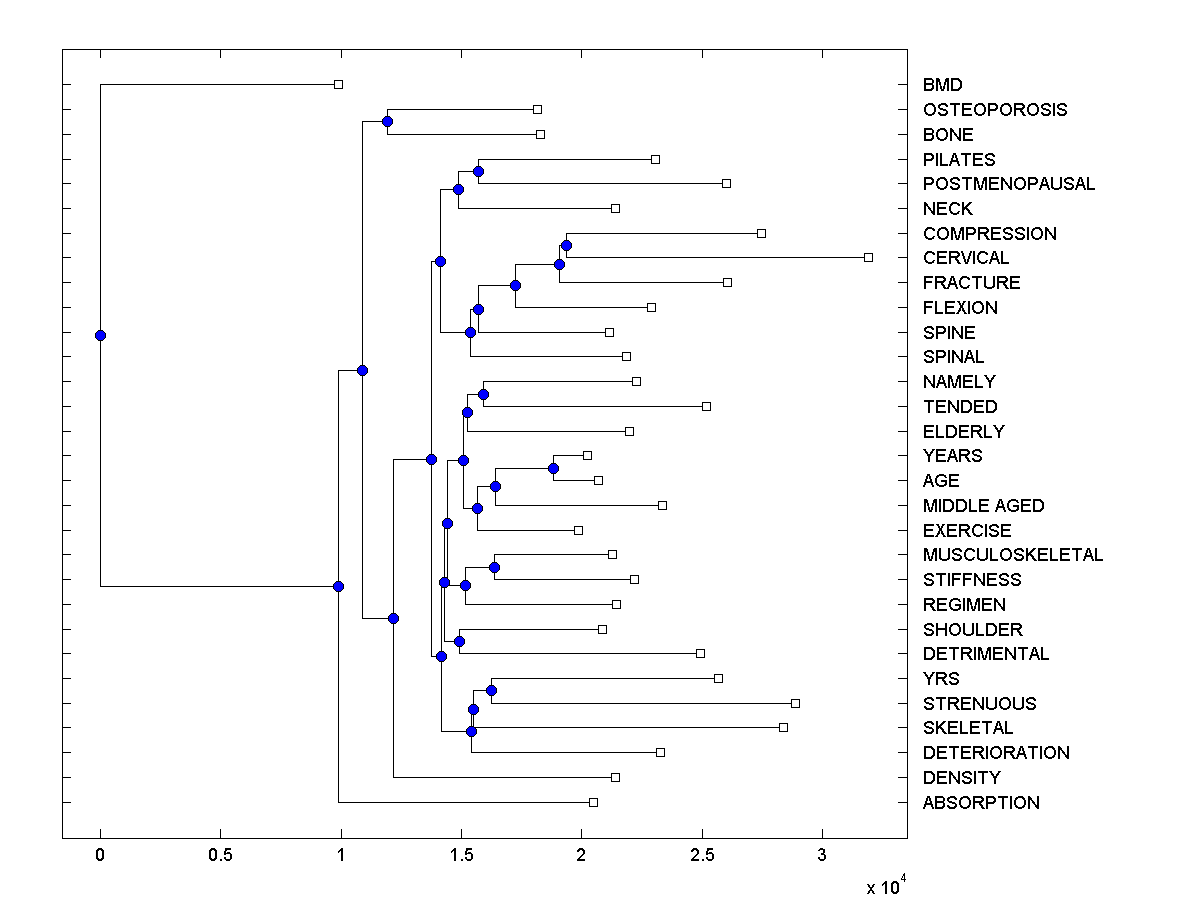 BMD
OSTEOPOROSIS
BONE
PILATES
POSTMENOPAUSAL
NECK
COMPRESSION
CERVICAL
FRACTURE
FLEXION
SPINE
SPINAL
NAMELY
TENDED
ELDERLY
YEARS
AGE
MIDDLE AGED
EXERCISE
MUSCULOSKELETAL
STIFFNESS
REGIMEN
SHOULDER
DETRIMENTAL
YRS
STRENUOUS
SKELETAL
DETERIORATION
DENSITY
ABSORPTION
0 0.5 1 1.5 2 2.5 3
x 10^4